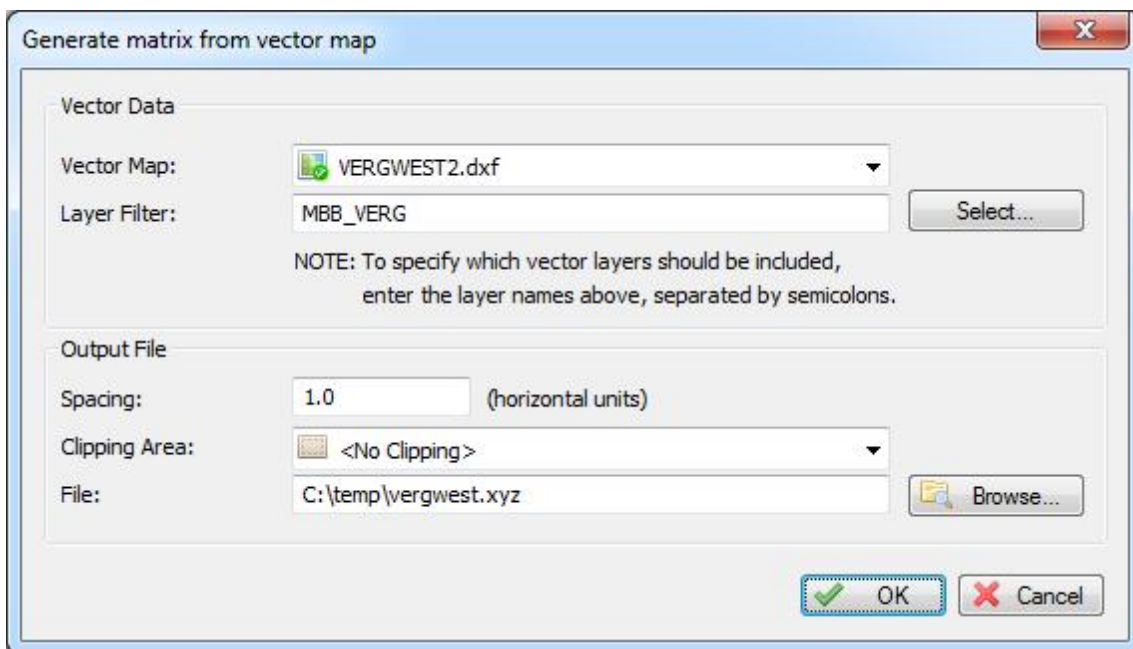 Generate matrix from vector map
Vector Data
Vector Map: VERGWEST2.dxf
Layer Filter: MBB_VERG Select...
NOTE: To specify which vector layers should be included,
enter the layer names above, separated by semicolons.
Output File
Spacing: 1.0 (horizontal units)
Clipping Area: <No Clipping>
File: C:\temp\vergwest.xyz Browse...
OK Cancel